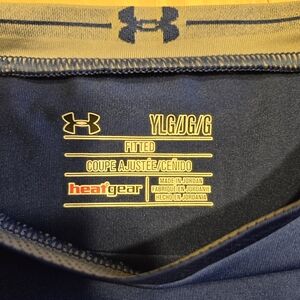 YLG/JG/G
FITTED
COUPE AJUSTÉE/CEÑIDO
heatgear
MADE IN JORDAN
FABRIQUÉ EN JORDANIE
HECHO EN JORDANIA